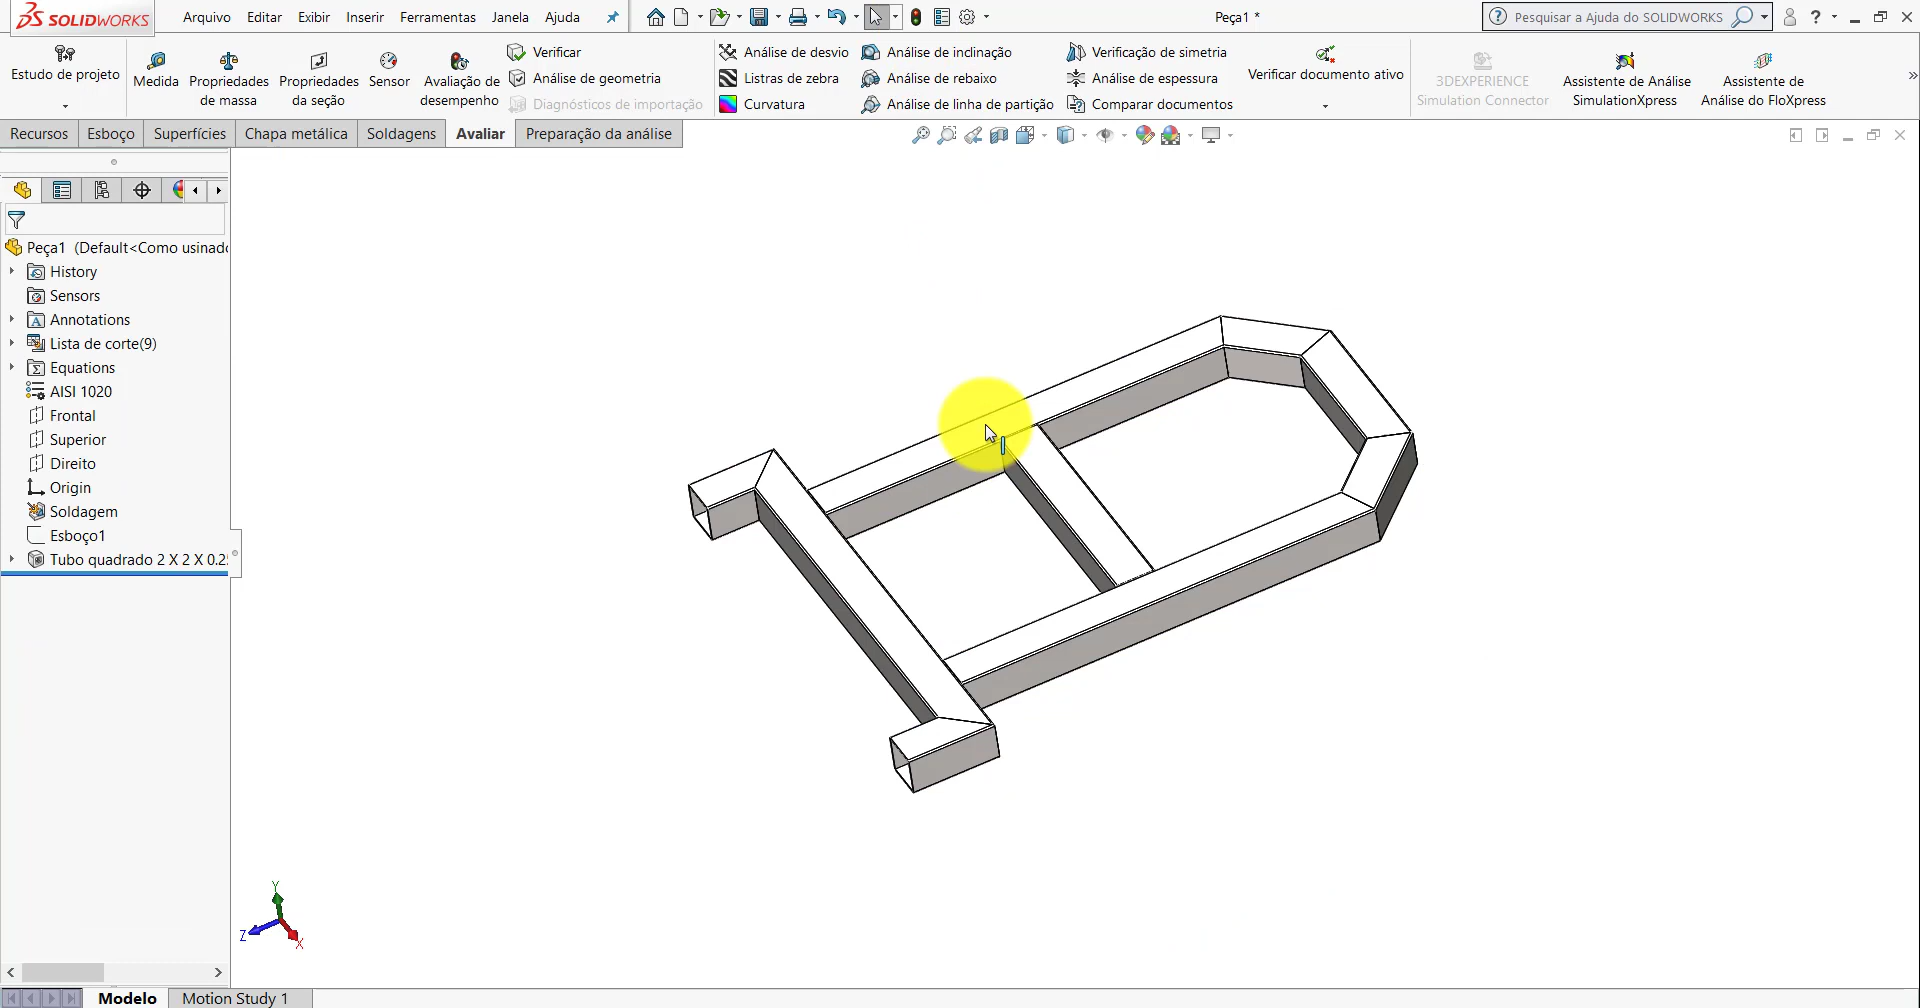 SOLIDWORKS Arquivo Editar Exibir Inserir Ferramentas Janela Ajuda Peça1 * Pesquisar a Ajuda do SOLIDWORKS ?
Estudo de projeto
Medida
Propriedades de massa
Propriedades da seção
Sensor
Avaliação de desempenho
Verificar
Análise de geometria
Diagnósticos de importação
Análise de desvio
Listras de zebra
Curvatura
Análise de inclinação
Análise de rebaixo
Análise de linha de partição
Verificação de simetria
Análise de espessura
Comparar documentos
Verificar documento ativo
3DEXPERIENCE
Simulation Connector
Assistente de Análise
SimulationXpress
Assistente de
Análise do FloXpress
Recursos Esboço Superfícies Chapa metálica Soldagens Avaliar Preparação da análise
Peça1 (Default<Como usinado
History
Sensors
Annotations
Lista de corte(9)
Equations
AISI 1020
Frontal
Superior
Direito
Origin
Soldagem
Esboço1
Tubo quadrado 2 X 2 X 0.2
Y
Z
X
Modelo Motion Study 1